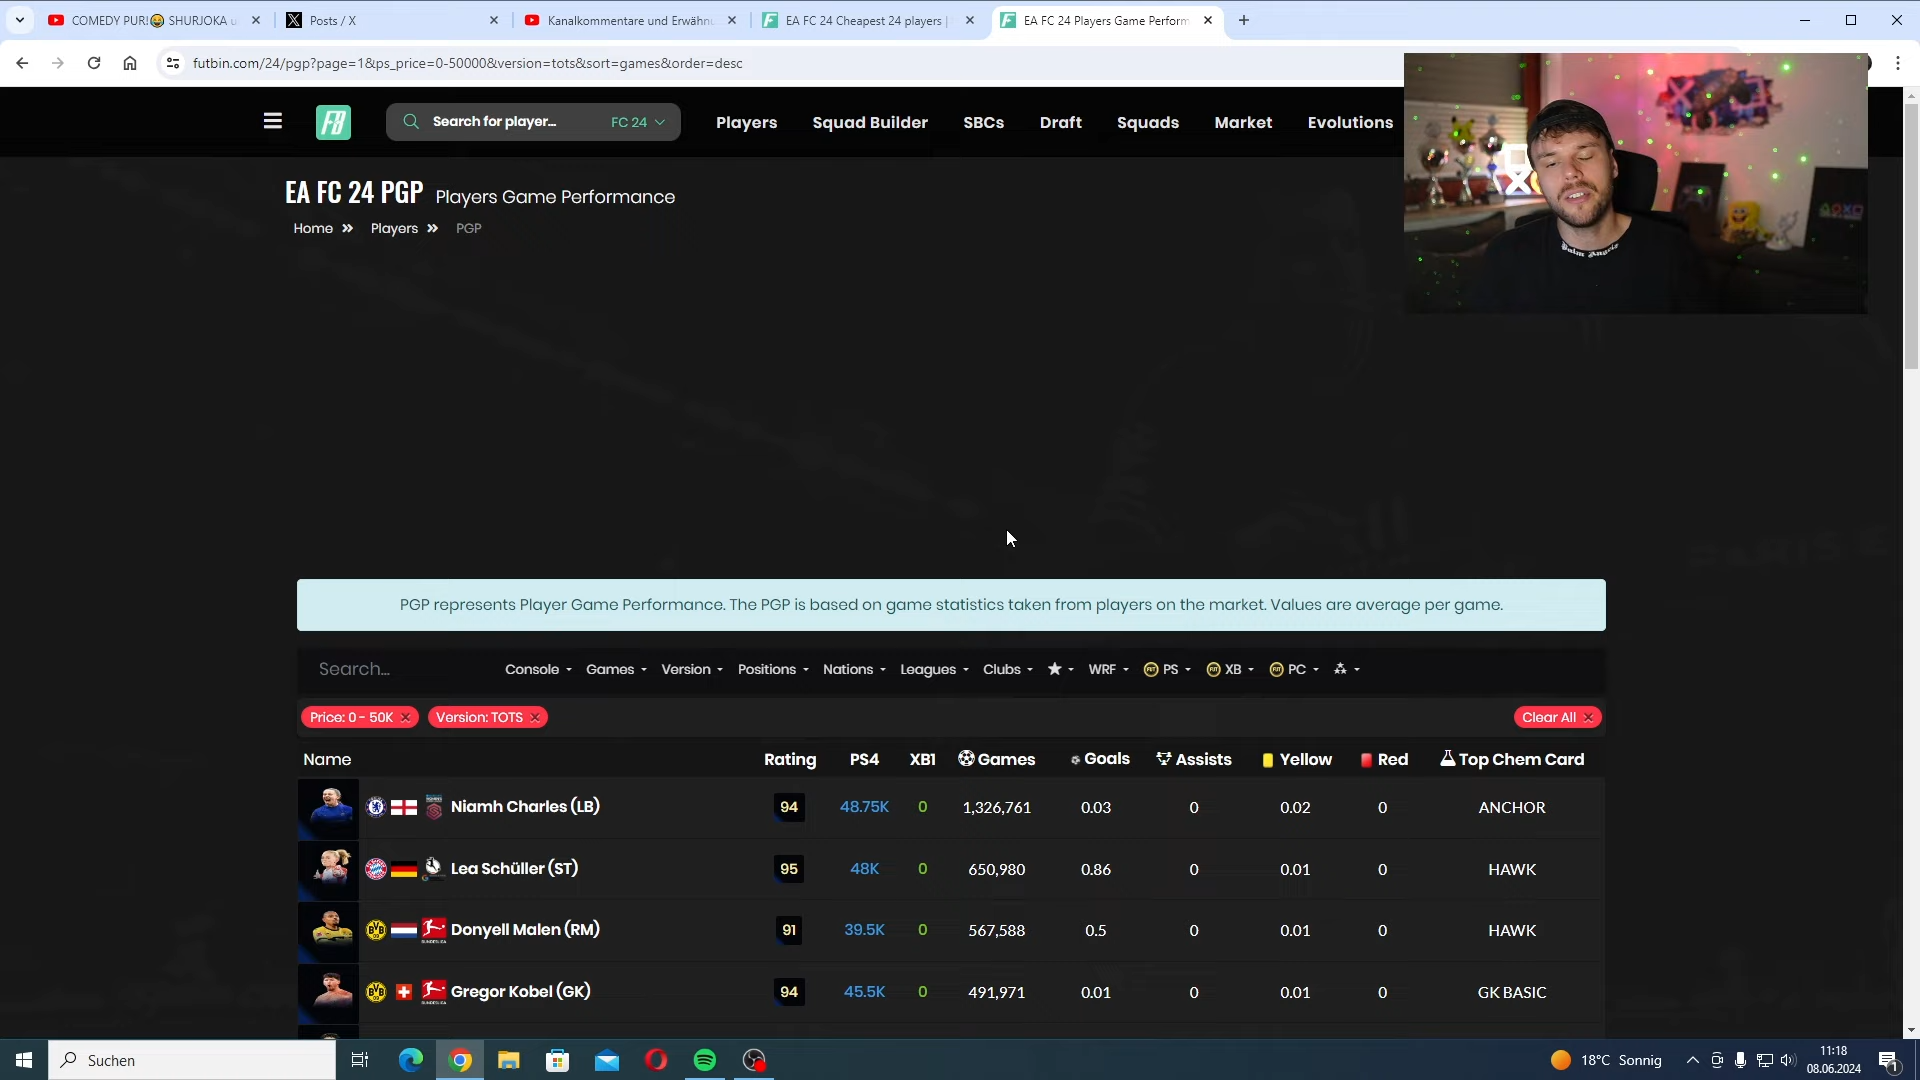 COMEDY PUR!😂 SHURJOKA u
Posts / X
Kanalkommentare und Erwähnu
EA FC 24 Cheapest 24 players |
EA FC 24 Players Game Perform
futbin.com/24/pgp?page=1&ps_price=0-50000&version=tots&sort=games&order=desc
FB
Search for player...
FC 24
Players
Squad Builder
SBCs
Draft
Squads
Market
Evolutions
EA FC 24 PGP Players Game Performance
Home » Players » PGP
PGP represents Player Game Performance. The PGP is based on game statistics taken from players on the market. Values are average per game.
Search... Console Games Version Positions Nations Leagues Clubs WRF PS XB PC
Price: 0 - 50K × Version: TOTS × Clear All ×
Name Rating PS4 XB1 Games Goals Assists Yellow Red Top Chem Card
Niamh Charles (LB) 94 48.75K 0 1,326,761 0.03 0 0.02 0 ANCHOR
Lea Schüller (ST) 95 48K 0 650,980 0.86 0 0.01 0 HAWK
Donyell Malen (RM) 91 39.5K 0 567,588 0.5 0 0.01 0 HAWK
Gregor Kobel (GK) 94 45.5K 0 491,971 0.01 0 0.01 0 GK BASIC
Suchen
18°C Sonnig
11:18
08.06.2024
1